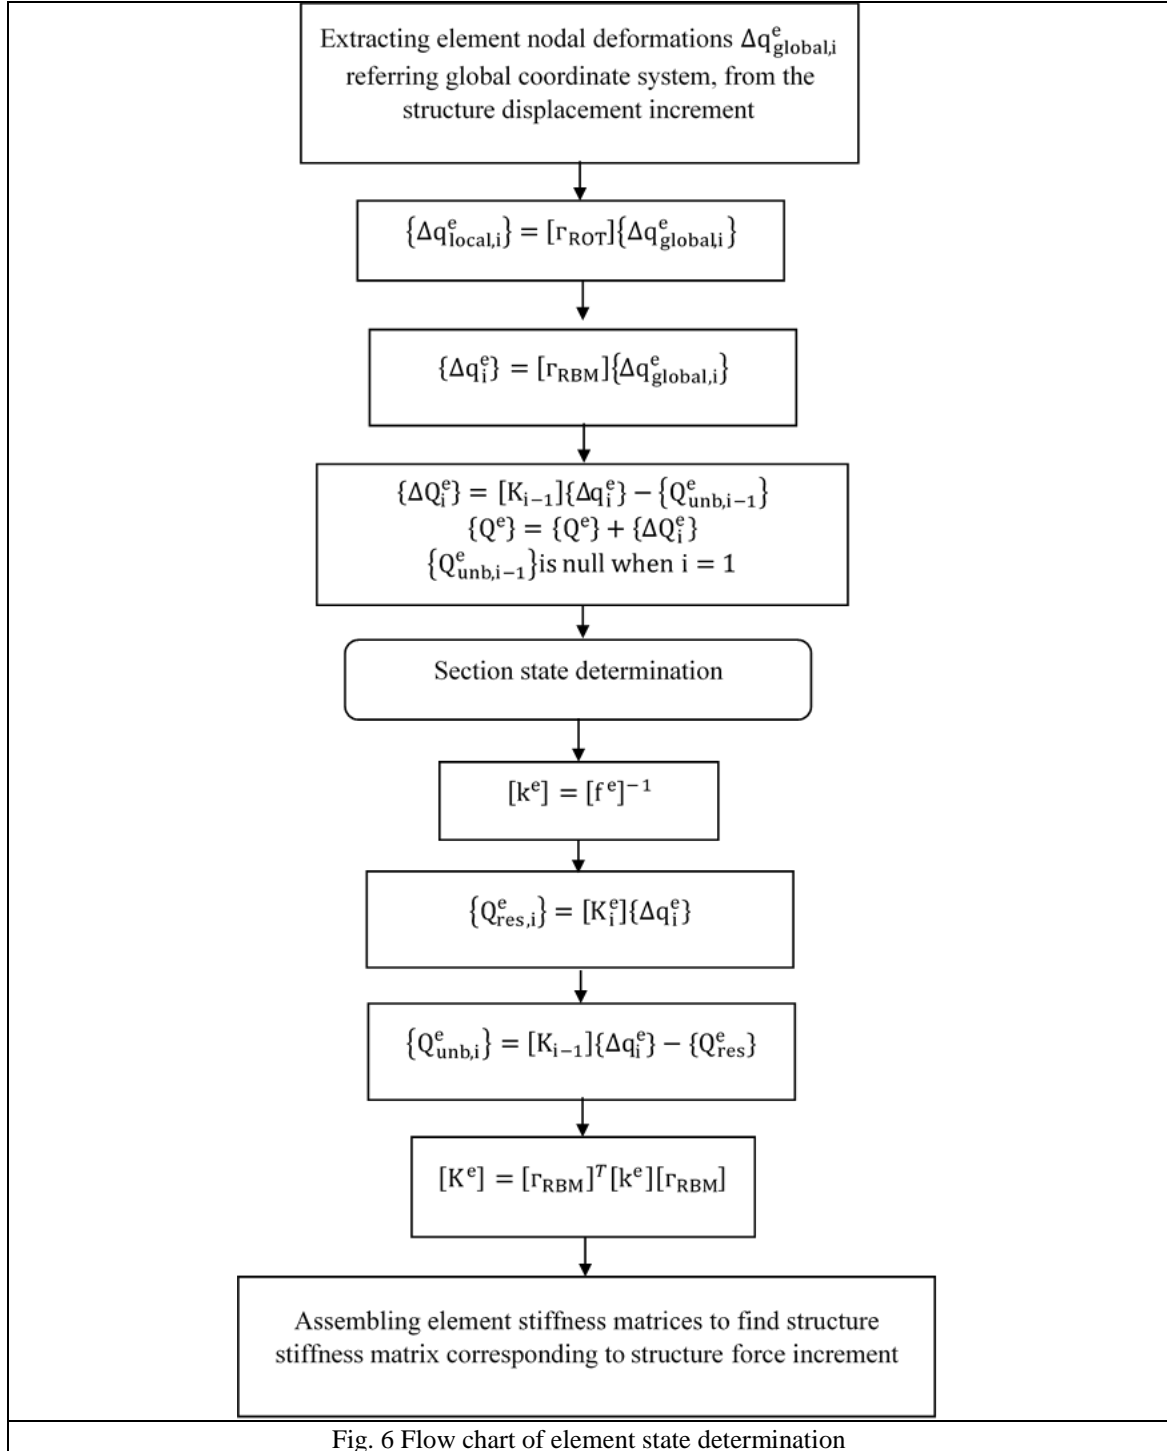 Extracting element nodal deformations Δq^e_global,i
referring global coordinate system, from the
structure displacement increment
{Δq^e_local,i} = [r_ROT]{Δq^e_global,i}
{Δq^e_i} = [r_RBM]{Δq^e_global,i}
{ΔQ^e_i} = [K_i−1]{Δq^e_i} − {Q^e_unb,i−1}
{Q^e} = {Q^e} + {ΔQ^e_i}
{Q^e_unb,i−1}is null when i = 1
Section state determination
[k^e] = [f^e]^−1
{Q^e_res,i} = [K^e_i]{Δq^e_i}
{Q^e_unb,i} = [K_i−1]{Δq^e_i} − {Q^e_res}
[K^e] = [r_RBM]^T[k^e][r_RBM]
Assembling element stiffness matrices to find structure
stiffness matrix corresponding to structure force increment
Fig. 6 Flow chart of element state determination